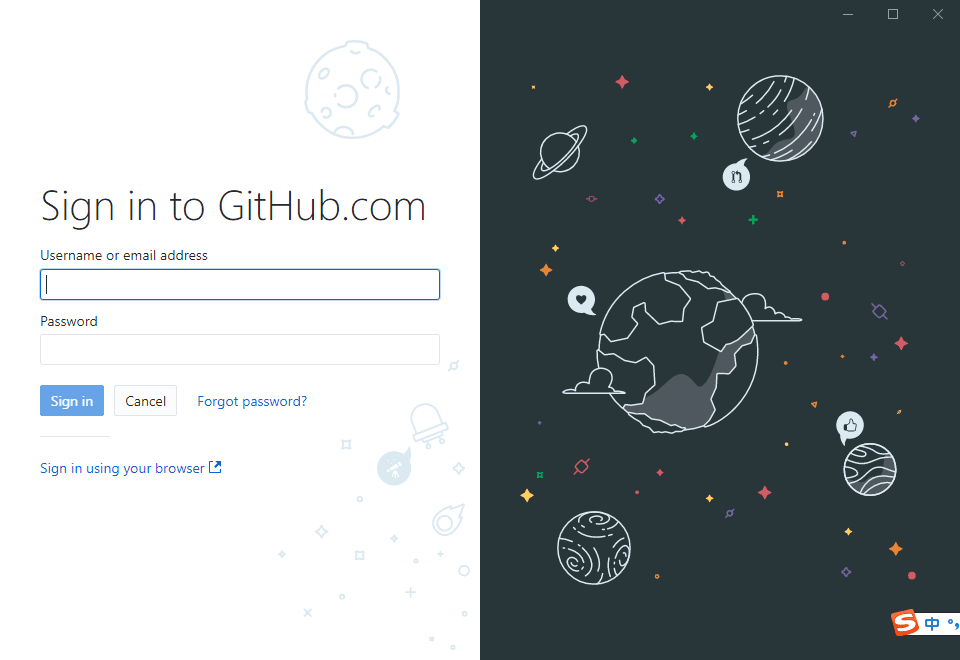 Sign in to GitHub.com
Username or email address
Password
Sign in
Cancel
Forgot password?
Sign in using your browser
S 中 °,